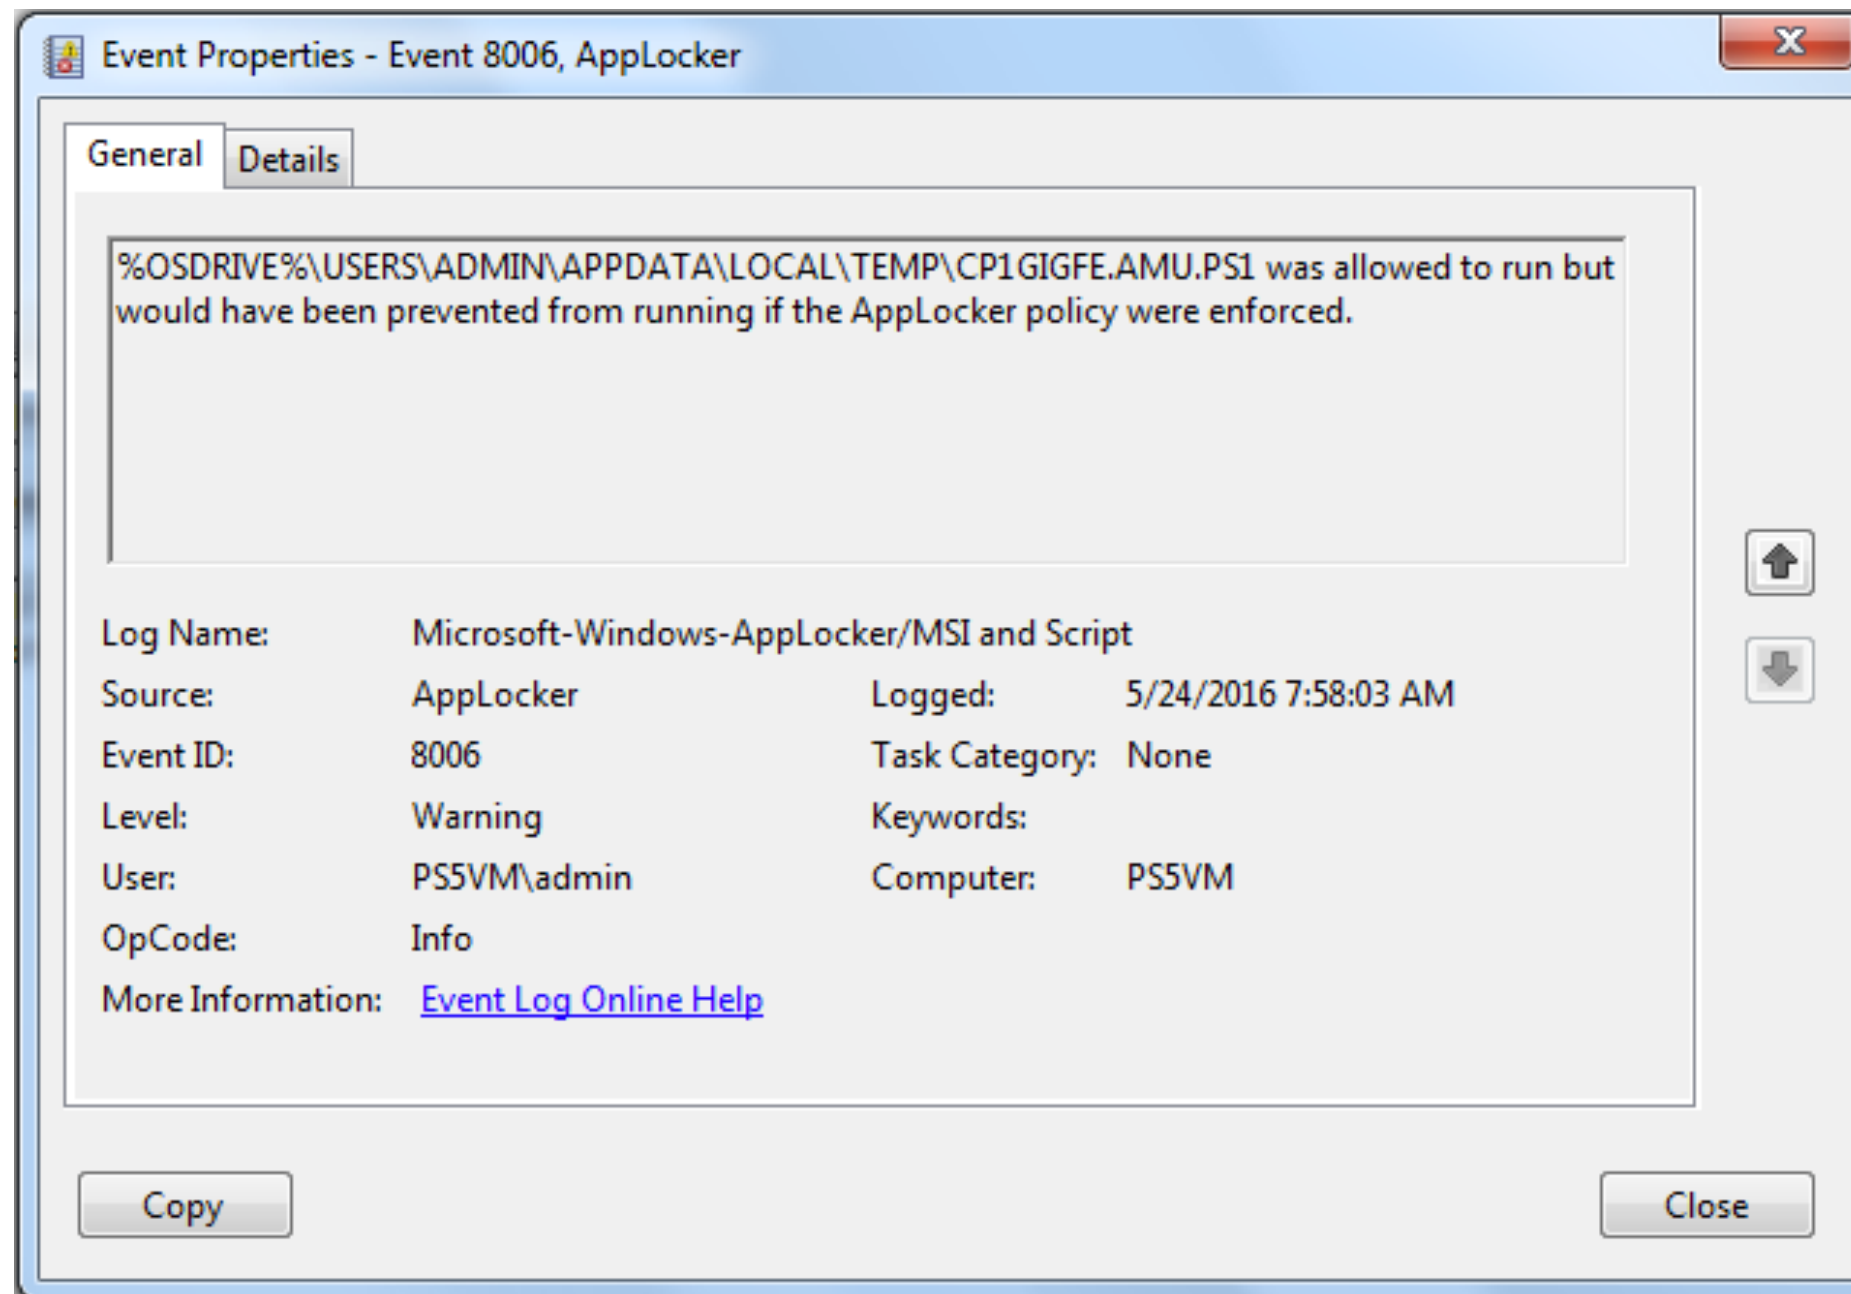 Event Properties - Event 8006, AppLocker
General Details
%OSDRIVE%\USERS\ADMIN\APPDATA\LOCAL\TEMP\CP1GIGFE.AMU.PS1 was allowed to run but
would have been prevented from running if the AppLocker policy were enforced.
Log Name: Microsoft-Windows-AppLocker/MSI and Script
Source: AppLocker Logged: 5/24/2016 7:58:03 AM
Event ID: 8006 Task Category: None
Level: Warning Keywords:
User: PS5VM\admin Computer: PS5VM
OpCode: Info
More Information: Event Log Online Help
Copy Close